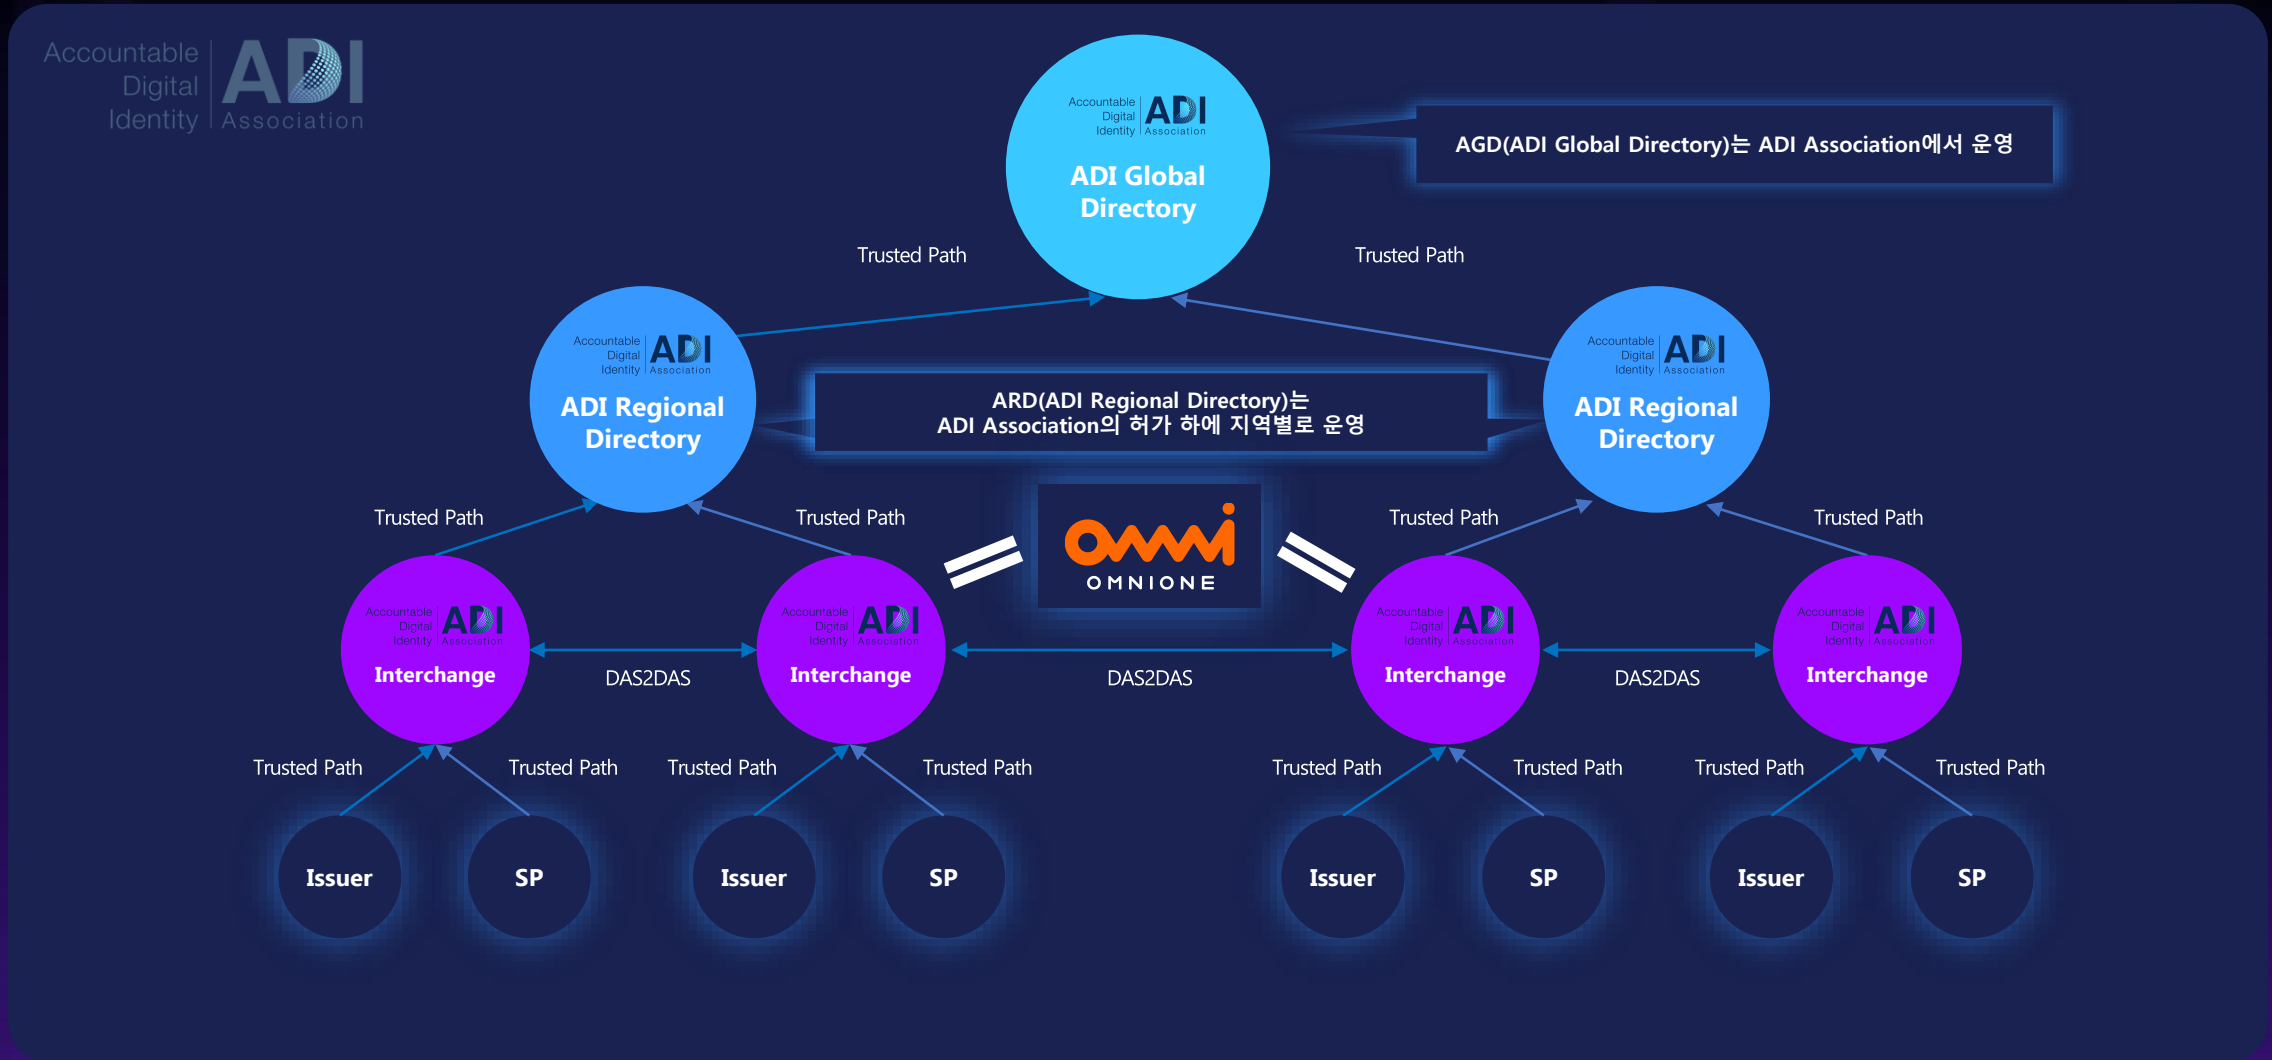 Accountable
Digital
Identity
ADI
Association
Accountable
Digital
Identity
ADI
Association
ADI Global
Directory
AGD(ADI Global Directory)는 ADI Association에서 운영
Trusted Path
Trusted Path
Accountable
Digital
Identity
ADI
Association
ADI Regional
Directory
ARD(ADI Regional Directory)는
ADI Association의 허가 하에 지역별로 운영
Accountable
Digital
Identity
ADI
Association
ADI Regional
Directory
Trusted Path
Trusted Path
omni
OMNIONE
Trusted Path
Trusted Path
Accountable
Digital
Identity
ADI
Association
Interchange
DAS2DAS
Accountable
Digital
Identity
ADI
Association
Interchange
DAS2DAS
Accountable
Digital
Identity
ADI
Association
Interchange
DAS2DAS
Accountable
Digital
Identity
ADI
Association
Interchange
Trusted Path
Trusted Path
Trusted Path
Trusted Path
Trusted Path
Trusted Path
Trusted Path
Trusted Path
Issuer
SP
Issuer
SP
Issuer
SP
Issuer
SP